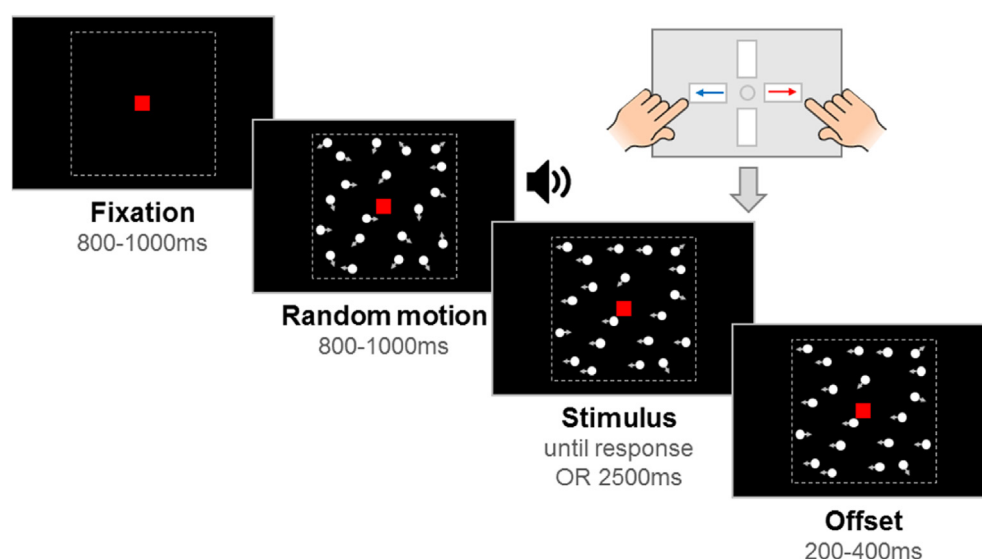 Fixation
800-1000ms
Random motion
800-1000ms
Stimulus
until response
OR 2500ms
Offset
200-400ms